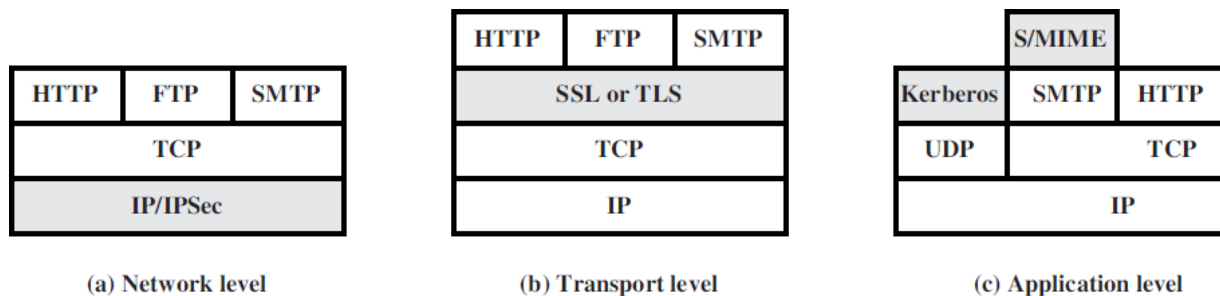 HTTP FTP SMTP
TCP
IP/IPSec
(a) Network level
HTTP FTP SMTP
SSL or TLS
TCP
IP
(b) Transport level
S/MIME
Kerberos SMTP HTTP
UDP TCP
IP
(c) Application level